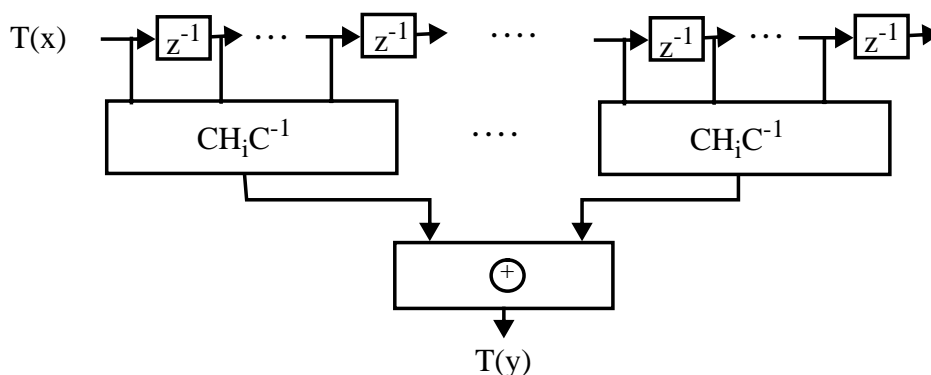 T(x) z⁻¹ ... z⁻¹ .... z⁻¹ ... z⁻¹
CHᵢC⁻¹ .... CHᵢC⁻¹
+
T(y)